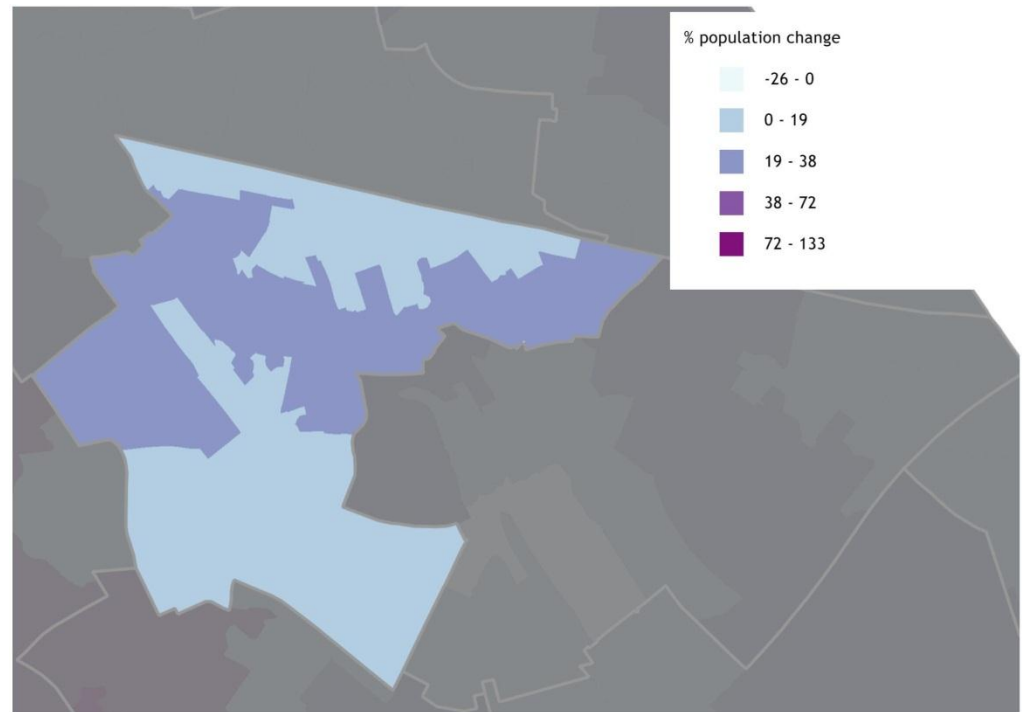 % population change
-26 - 0
0 - 19
19 - 38
38 - 72
72 - 133